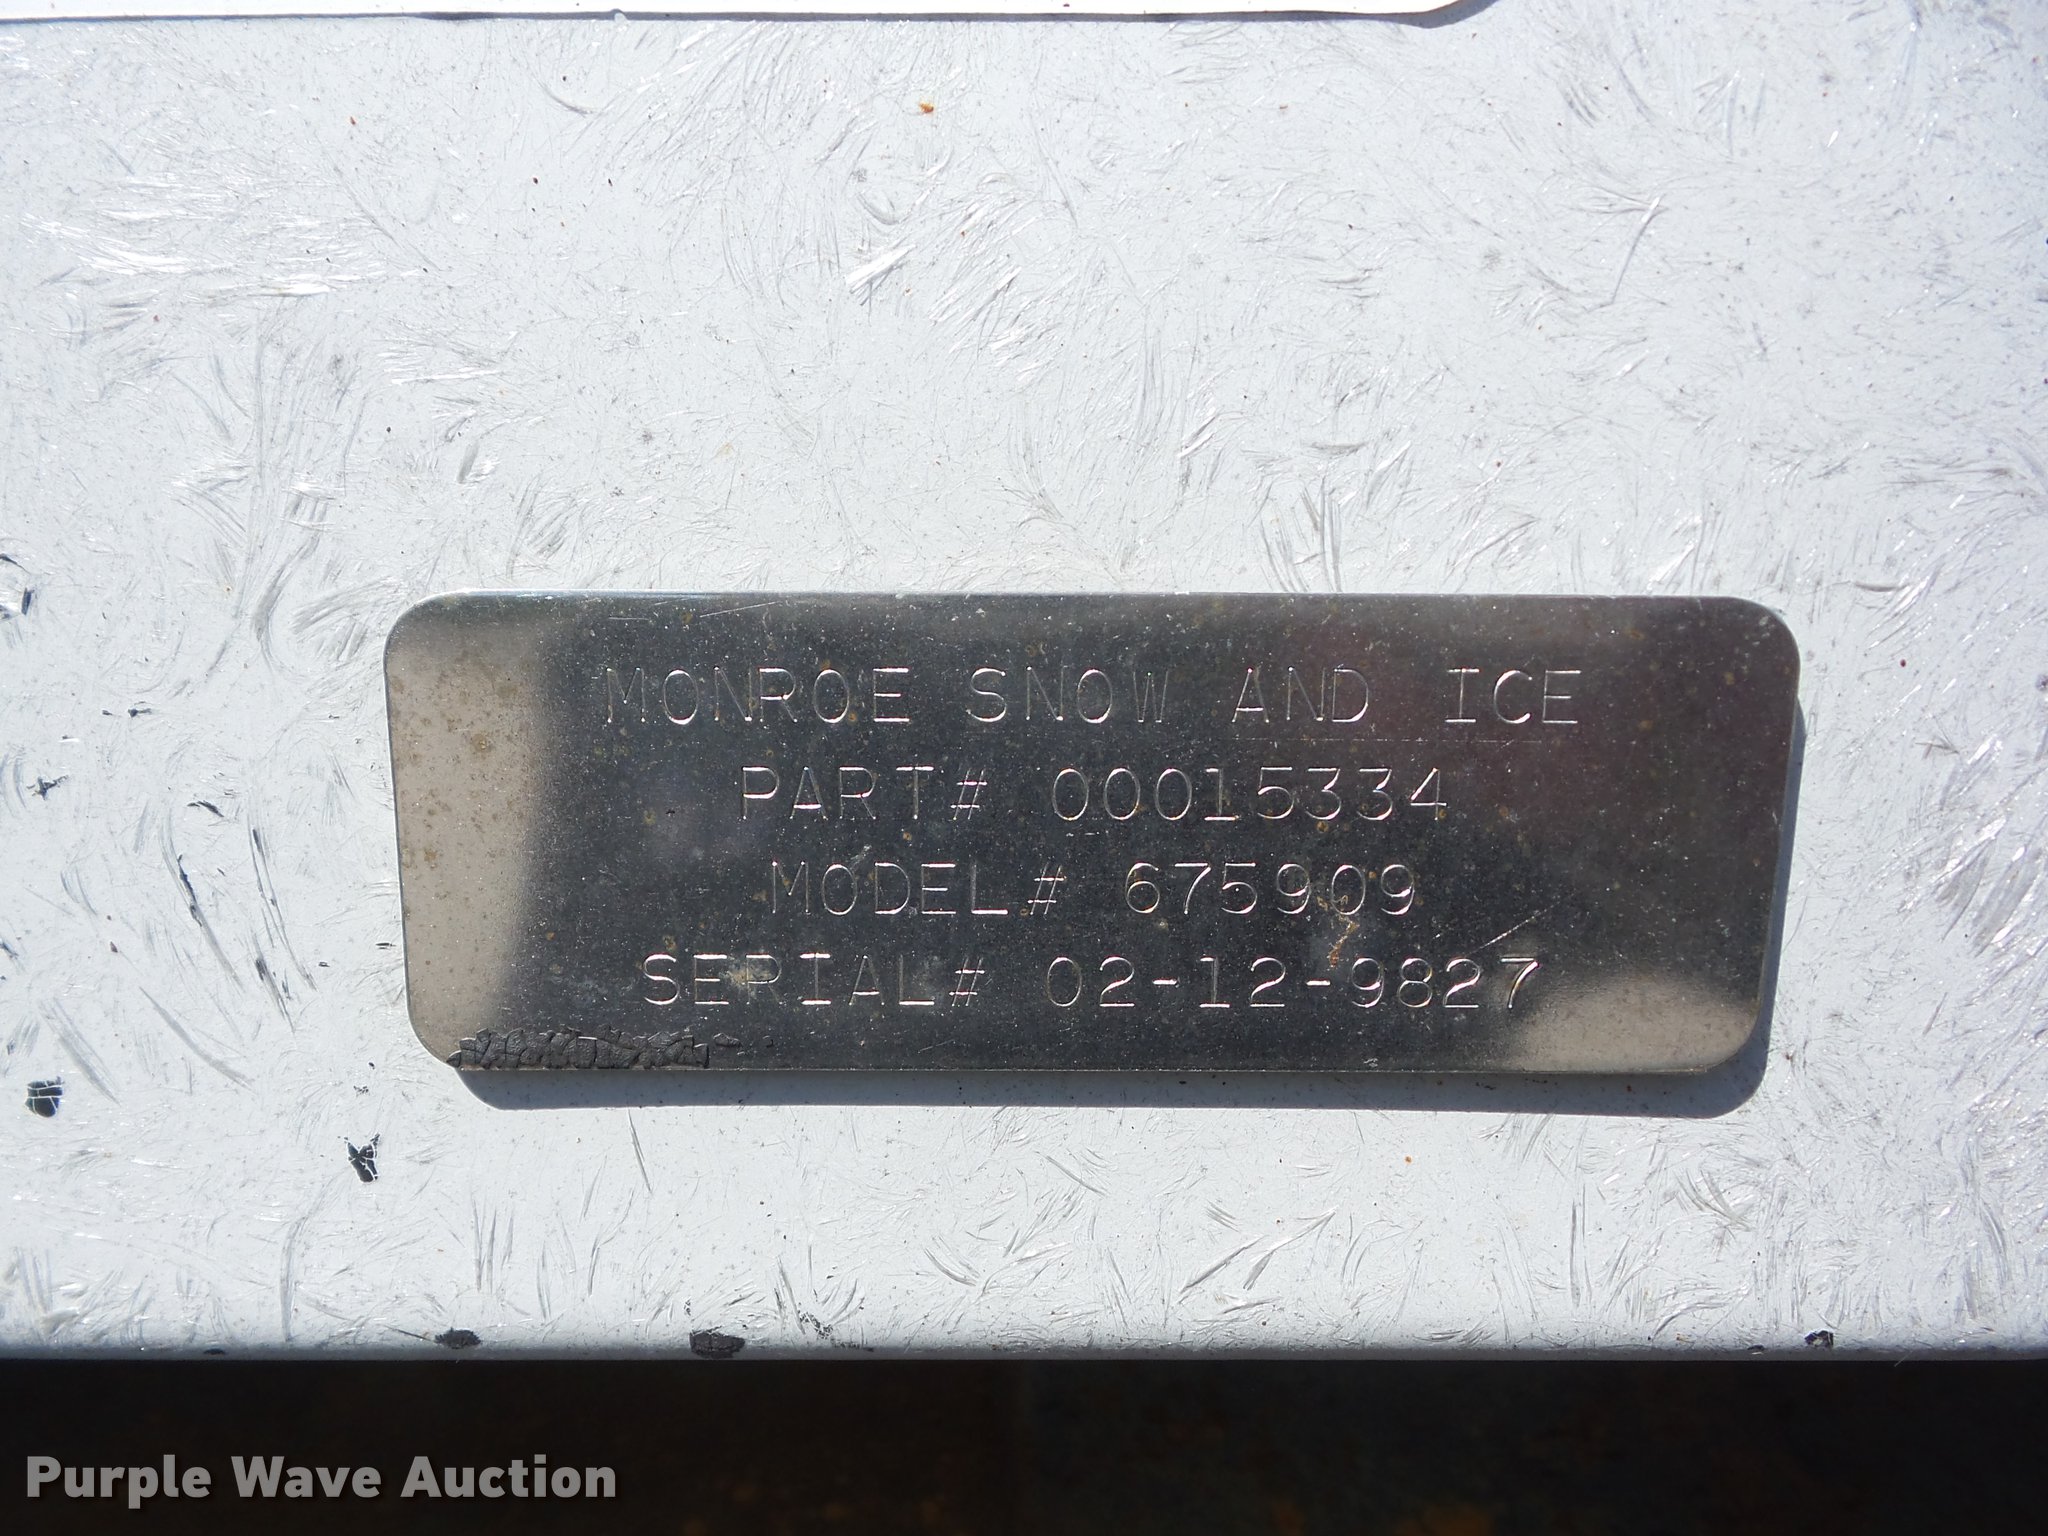 MONROE SNOW AND ICE
PART# 00015334
MODEL# 675909
SERIAL# 02-12-9827
Purple Wave Auction